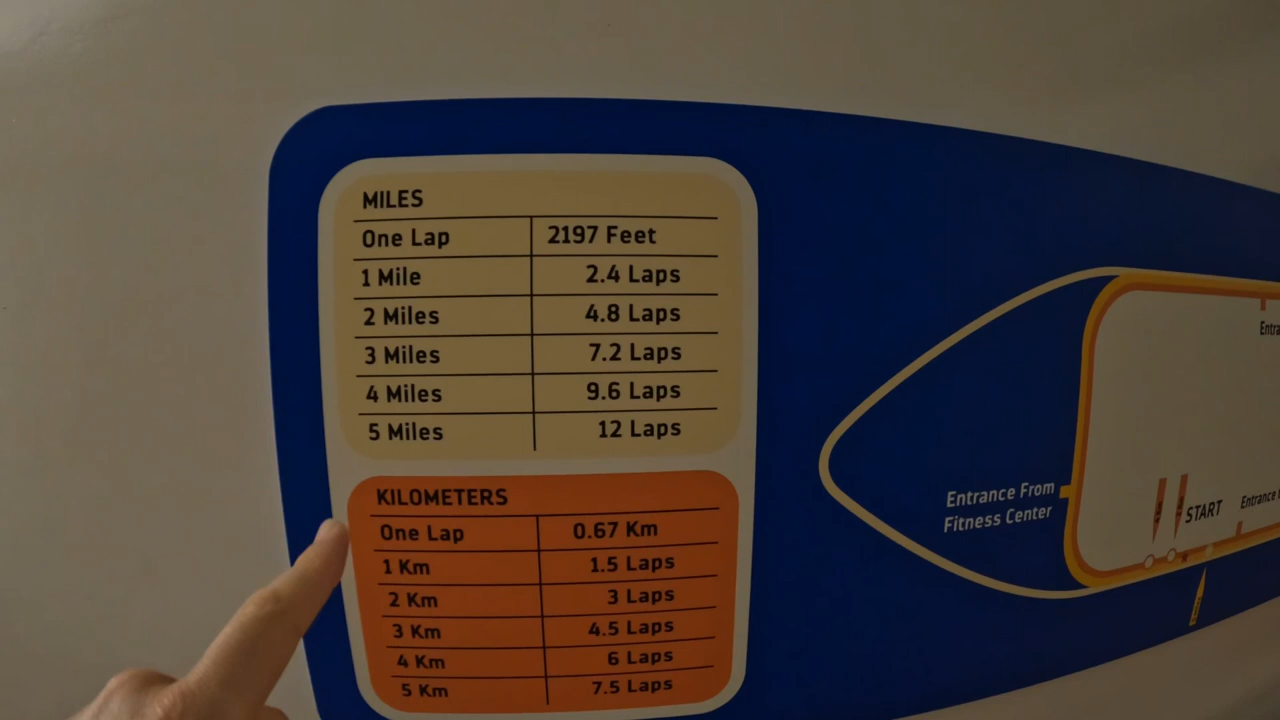 MILES
One Lap 2197 Feet
1 Mile 2.4 Laps
2 Miles 4.8 Laps
3 Miles 7.2 Laps
4 Miles 9.6 Laps
5 Miles 12 Laps
KILOMETERS
One Lap 0.67 Km
1 Km 1.5 Laps
2 Km 3 Laps
3 Km 4.5 Laps
4 Km 6 Laps
5 Km 7.5 Laps
Entrance From
Fitness Center
START
Entrance